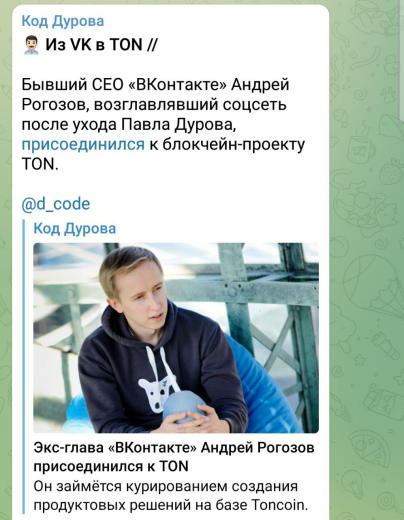 Код Дурова
👨🏻‍💼 Из VK в TON //
Бывший CEO «ВКонтакте» Андрей
Рогозов, возглавлявший соцсеть
после ухода Павла Дурова,
присоединился к блокчейн-проекту
TON.
@d_code
Код Дурова
Экс-глава «ВКонтакте» Андрей Рогозов
присоединился к TON
Он займётся курированием создания
продуктовых решений на базе Toncoin.